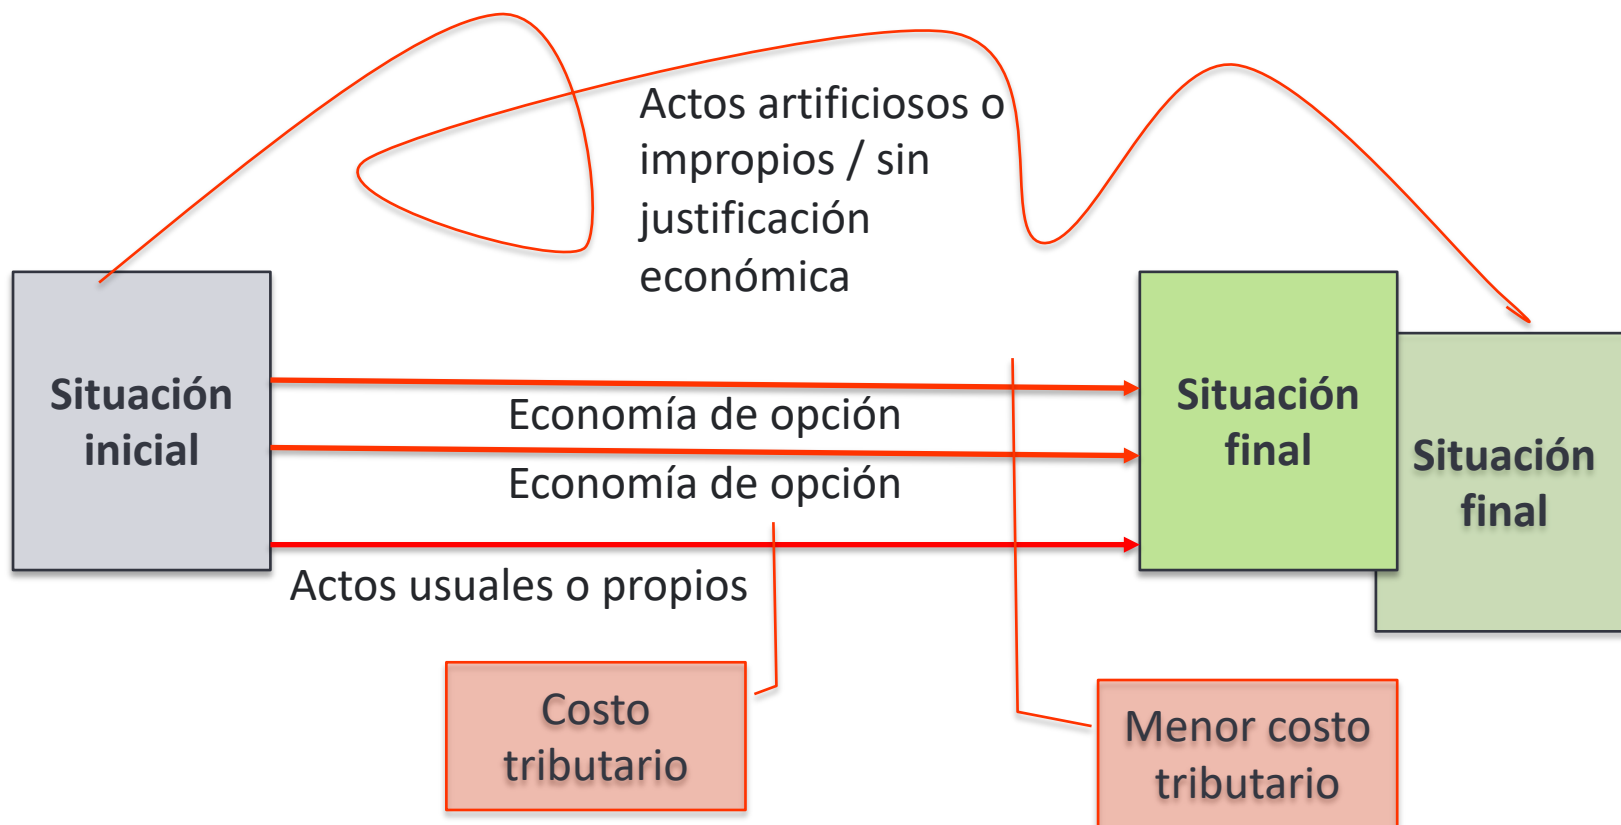 Actos artificiosos o
impropios / sin
justificación
económica
Situación
inicial
Economía de opción
Economía de opción
Actos usuales o propios
Situación
final
Situación
final
Costo
tributario
Menor costo
tributario